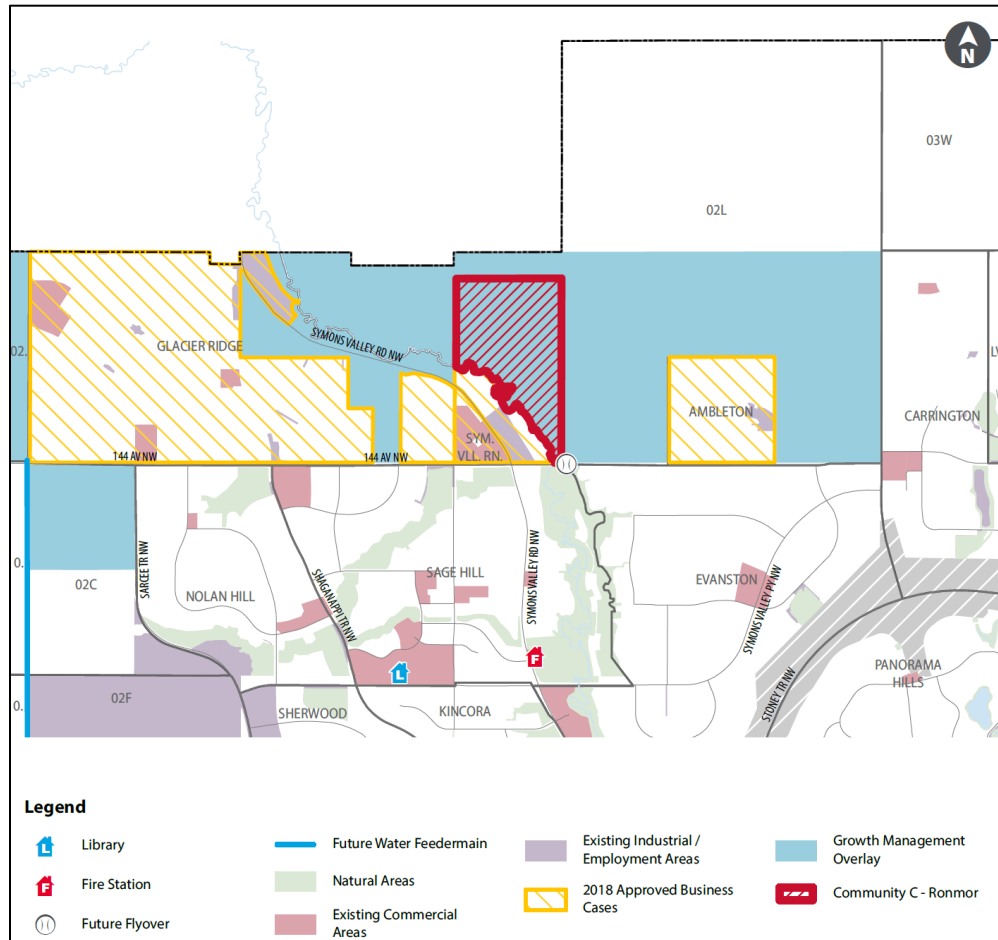 N
03W
02L
SYMONS VALLEY RD NW
GLACIER RIDGE
02.
AMBLETON
CARRINGTON
SYM.
VLL. RN.
144 AV NW
144 AV NW
SARCEE TR NW
02C
NOLAN HILL
SHAGANAPPI TR NW
SAGE HILL
SYMONS VALLEY RD NW
EVANSTON
SYMONS VALLEY PY NW
0.
L
F
STONEY TR NW
PANORAMA
HILLS
02F
0.
SHERWOOD
KINCORA
Legend
L Library
F Fire Station
Future Flyover
Future Water Feedermain
Natural Areas
Existing Commercial
Areas
Existing Industrial /
Employment Areas
2018 Approved Business
Cases
Growth Management
Overlay
Community C - Ronmor